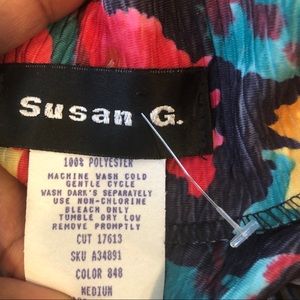 Susan G.
100% POLYESTER
MACHINE WASH COLD
GENTLE CYCLE
WASH DARK'S SEPARATELY
USE NON-CHLORINE
BLEACH ONLY
TUMBLE DRY LOW
REMOVE PROMPTLY
CUT 17613
SKU A34891
COLOR 848
MEDIUM